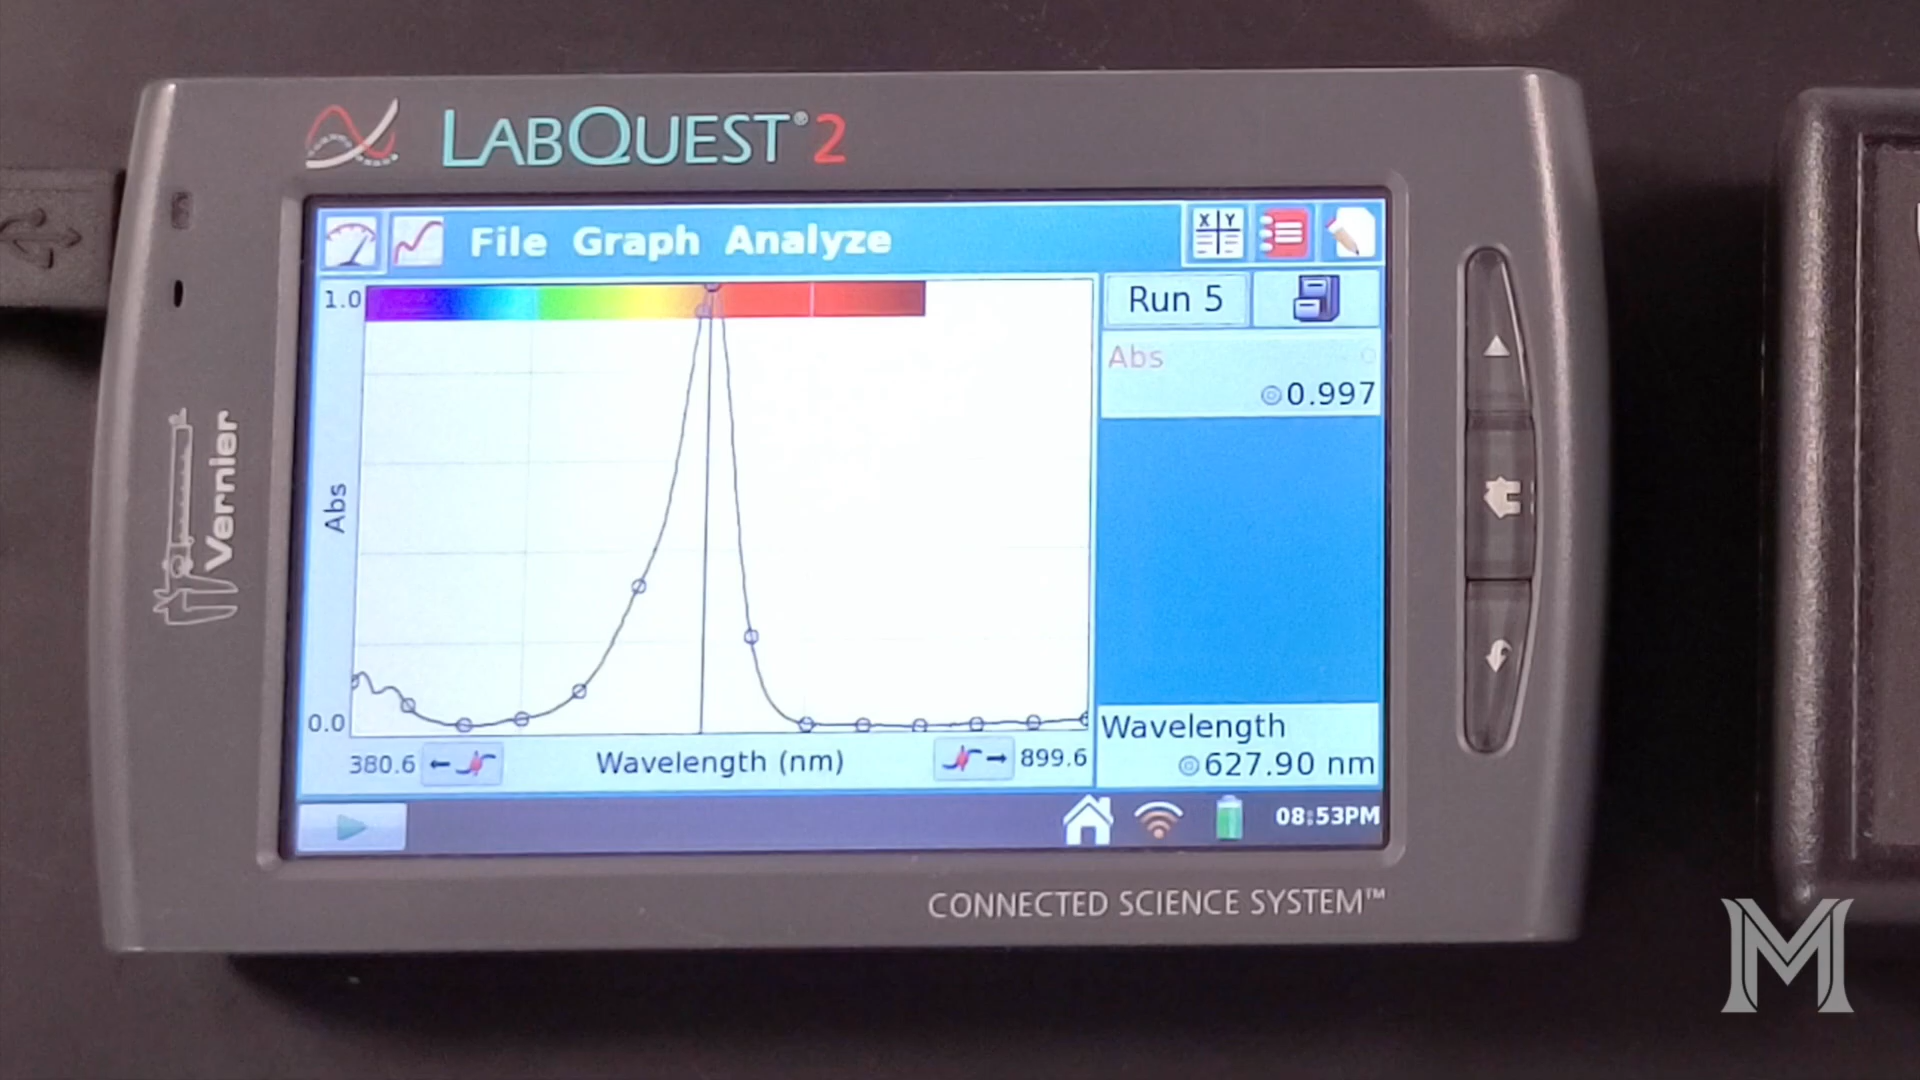 LABQUEST® 2
File Graph Analyze
X Y
1.0
Run 5
Abs
0.997
Abs
Vernier
0.0
Wavelength
380.6
Wavelength (nm)
899.6
627.90 nm
08:53PM
CONNECTED SCIENCE SYSTEM™
M